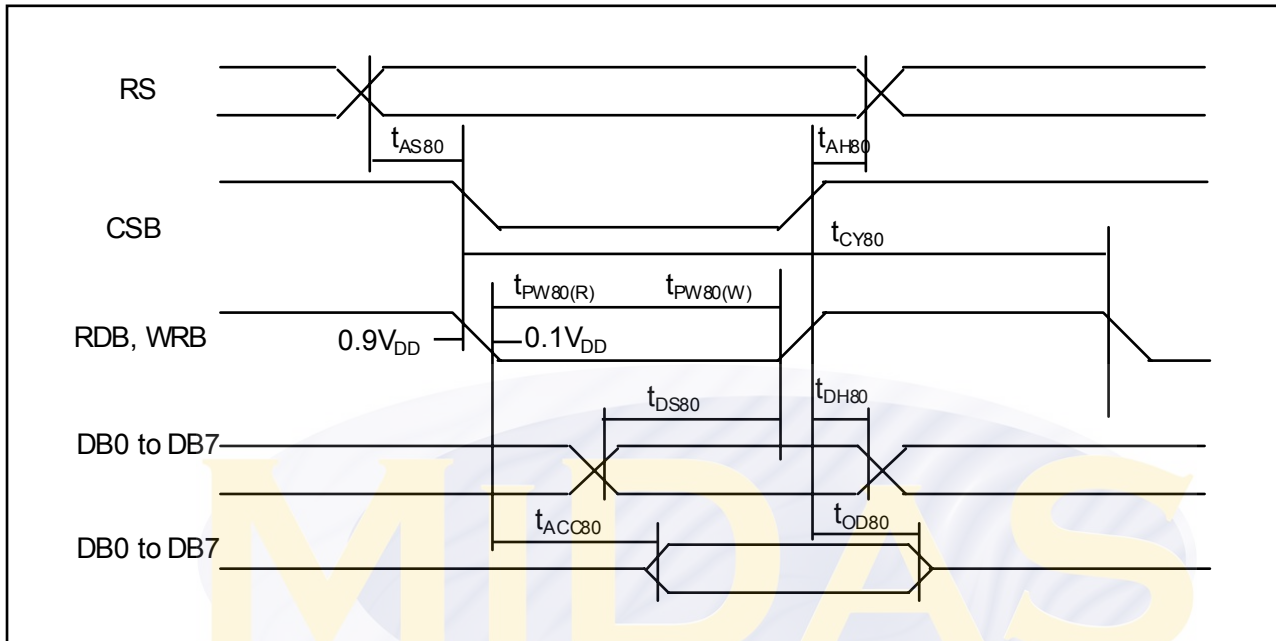 RS
tAS80
tAH80
CSB
tCY80
tPW80(R)
tPW80(W)
RDB, WRB
0.9VDD
0.1VDD
tDS80
tDH80
DB0 to DB7
tACC80
tOD80
DB0 to DB7
MIDAS